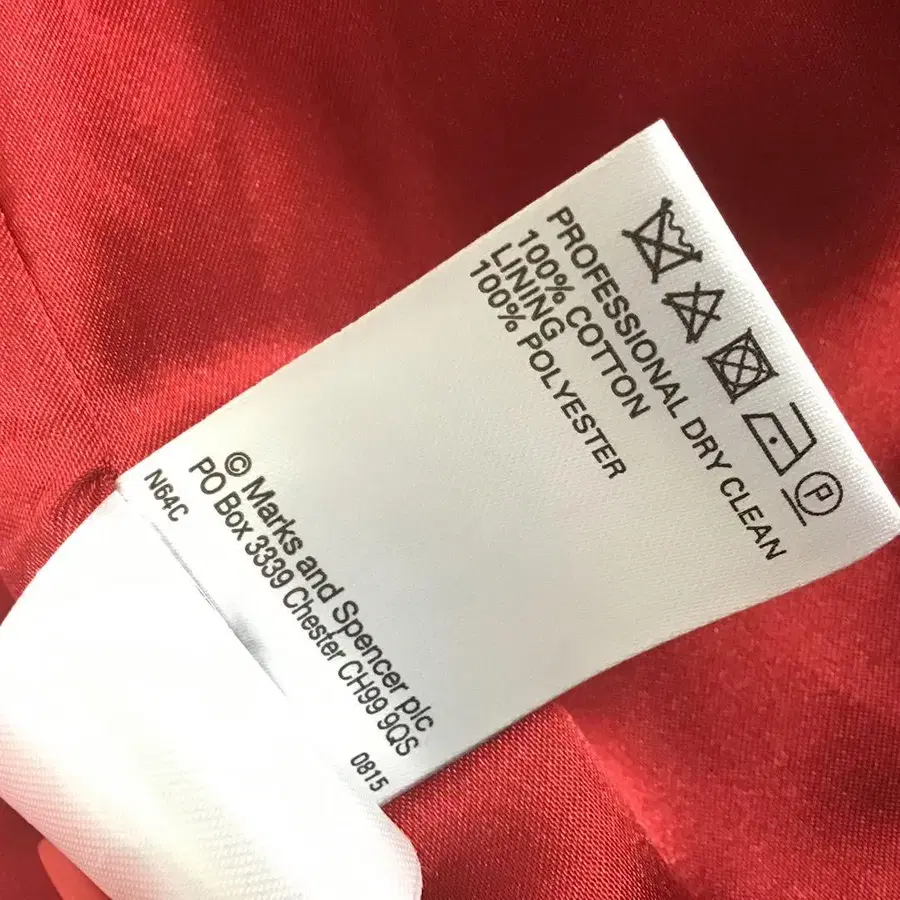 P
PROFESSIONAL DRY CLEAN
100% COTTON
LINING
100% POLYESTER
© Marks and Spencer plc
PO Box 3339 Chester CH99 9QS
N64C
0815